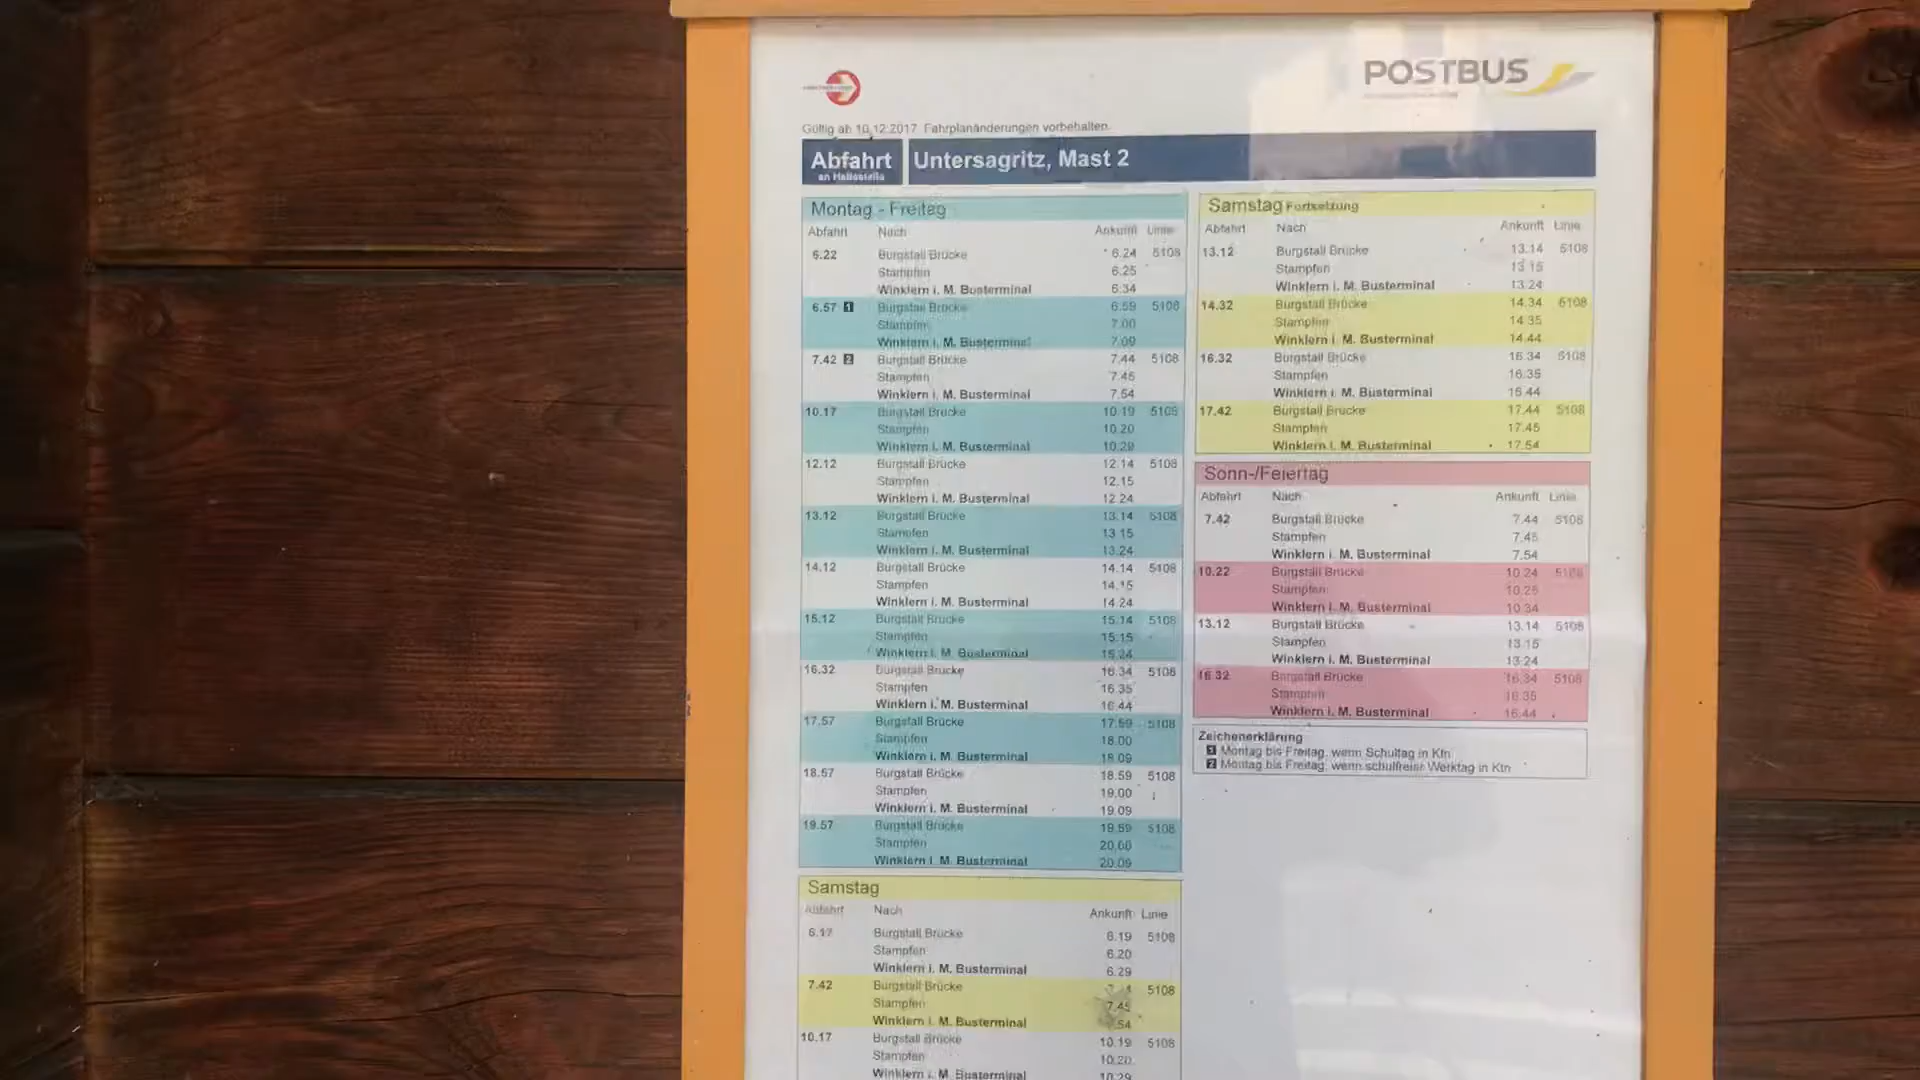 POSTBUS
Gültig ab 10.12.2017 Fahrplanänderungen vorbehalten.
Abfahrt Untersagritz, Mast 2
an Haltestelle
Montag - Freitag
Abfahrt Nach Ankunft Linie
6.22 Burgstall Brücke 6.24 5108
Stampfen 6.25
Winklern i. M. Busterminal 6.34
6.57 1 Burgstall Brücke 6.59 5108
Stampfen 7.00
Winklern i. M. Busterminal 7.09
7.42 2 Burgstall Brücke 7.44 5108
Stampfen 7.45
Winklern i. M. Busterminal 7.54
10.17 Burgstall Brücke 10.19 5108
Stampfen 10.20
Winklern i. M. Busterminal 10.29
12.12 Burgstall Brücke 12.14 5108
Stampfen 12.15
Winklern i. M. Busterminal 12.24
13.12 Burgstall Brücke 13.14 5108
Stampfen 13.15
Winklern i. M. Busterminal 13.24
14.12 Burgstall Brücke 14.14 5108
Stampfen 14.15
Winklern i. M. Busterminal 14.24
15.12 Burgstall Brücke 15.14 5108
Stampfen 15.15
Winklern i. M. Busterminal 15.24
16.32 Burgstall Brücke 16.34 5108
Stampfen 16.35
Winklern i. M. Busterminal 16.44
17.57 Burgstall Brücke 17.59 5108
Stampfen 18.00
Winklern i. M. Busterminal 18.09
18.57 Burgstall Brücke 18.59 5108
Stampfen 19.00
Winklern i. M. Busterminal 19.09
19.57 Burgstall Brücke 19.59 5108
Stampfen 20.00
Winklern i. M. Busterminal 20.09
Samstag
Abfahrt Nach Ankunft Linie
6.17 Burgstall Brücke 6.19 5108
Stampfen 6.20
Winklern i. M. Busterminal 6.29
7.42 Burgstall Brücke 5108
Stampfen 7.45
Winklern i. M. Busterminal 7.54
10.17 Burgstall Brücke 10.19 5108
Stampfen 10.20
Winklern i. M. Busterminal 10.29
Samstag Fortsetzung
Abfahrt Nach Ankunft Linie
13.12 Burgstall Brücke 13.14 5108
Stampfen 13.15
Winklern i. M. Busterminal 13.24
14.32 Burgstall Brücke 14.34 5108
Stampfen 14.35
Winklern i. M. Busterminal 14.44
16.32 Burgstall Brücke 16.34 5108
Stampfen 16.35
Winklern i. M. Busterminal 16.44
17.42 Burgstall Brücke 17.44 5108
Stampfen 17.45
Winklern i. M. Busterminal 17.54
Sonn-/Feiertag
Abfahrt Nach Ankunft Linie
7.42 Burgstall Brücke 7.44 5108
Stampfen 7.45
Winklern i. M. Busterminal 7.54
10.22 Burgstall Brücke 10.24 5108
Stampfen 10.25
Winklern i. M. Busterminal 10.34
13.12 Burgstall Brücke 13.14 5108
Stampfen 13.15
Winklern i. M. Busterminal 13.24
16.32 Burgstall Brücke 16.34 5108
Stampfen 16.35
Winklern i. M. Busterminal 16.44
Zeichenerklärung
1 Montag bis Freitag, wenn Schultag in Ktn
2 Montag bis Freitag, wenn schulfreier Werktag in Ktn